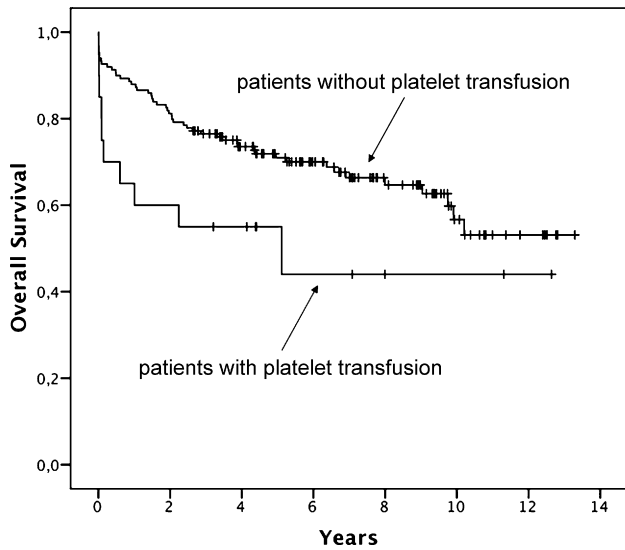 1,0
0,8
0,6
0,4
0,2
0,0
Overall Survival
patients without platelet transfusion
patients with platelet transfusion
0 2 4 6 8 10 12 14
Years